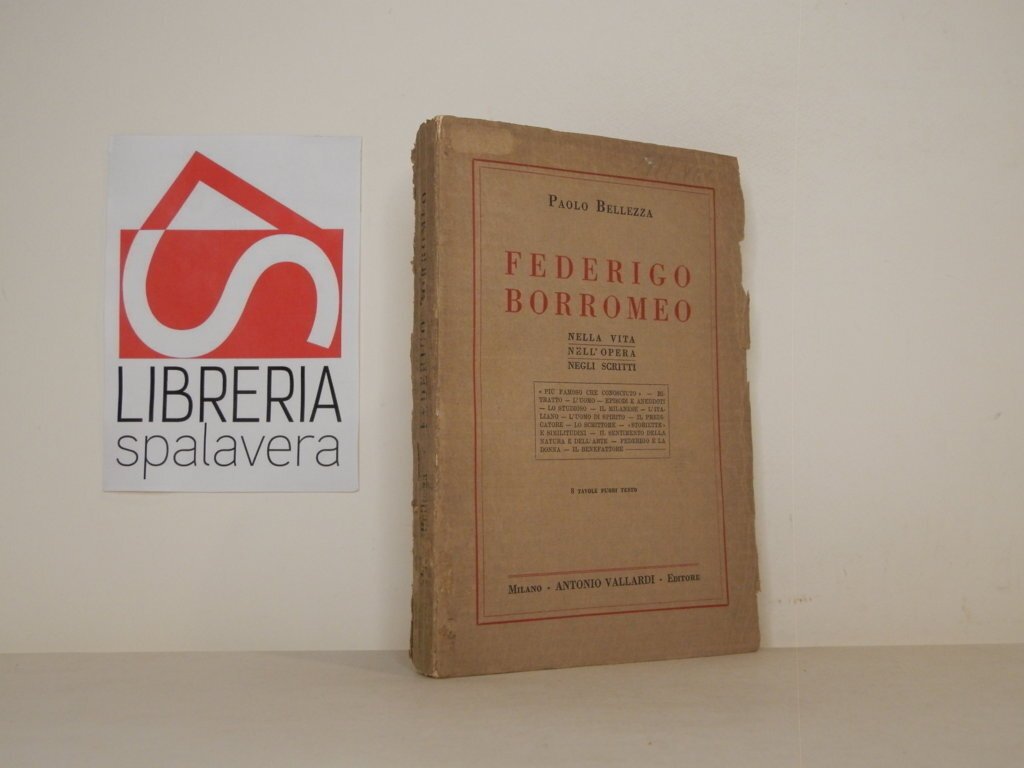 LIBRERIA
spalavera
PAOLO BELLEZZA
FEDERIGO
BORROMEO
NELLA VITA
NELL'OPERA
NEGLI SCRITTI
« PIÙ FAMOSO CHE CONOSCIUTO » — RI-
TRATTO — L'UOMO — EPISODI E ANEDDOTI
— LO STUDIOSO — IL MILANESE — L'ITA-
LIANO — L'UOMO DI SPIRITO — IL PREDI-
CATORE — LO SCRITTORE — «STORIETTE»
E SIMILITUDINI — IL SENTIMENTO DELLA
NATURA E DELL'ARTE — FEDERIGO E LA
DONNA — IL BENEFATTORE
8 TAVOLE FUORI TESTO
MILANO • ANTONIO VALLARDI • EDITORE